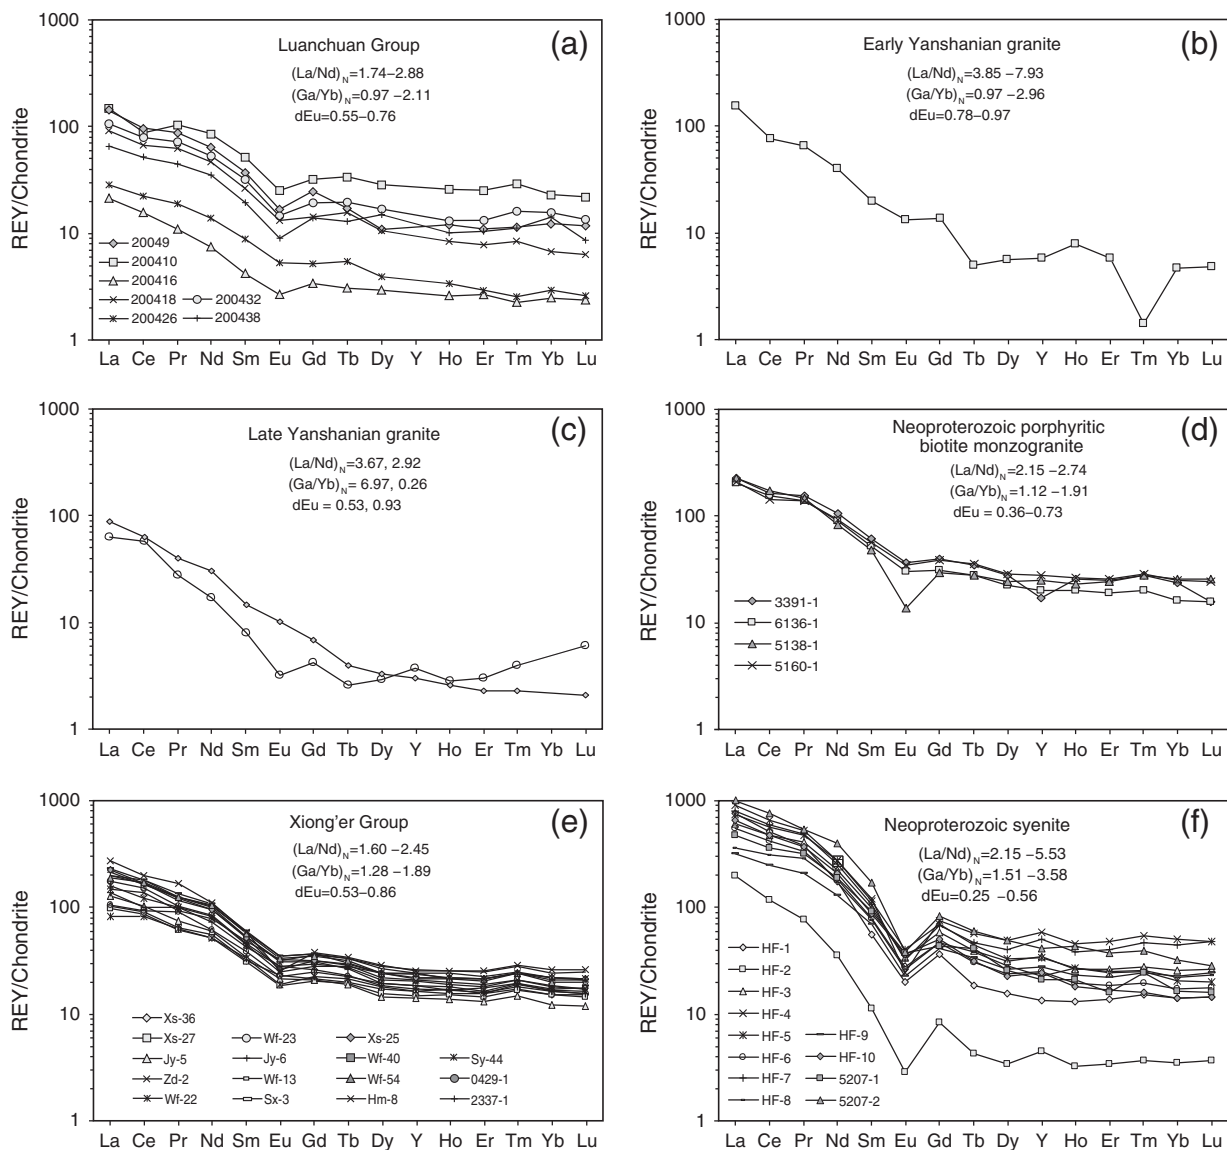 1000
100
10
1
REY/Chondrite
Luanchuan Group
(a)
(La/Nd)N=1.74−2.88
(Ga/Yb)N=0.97 −2.11
dEu=0.55−0.76
20049
200410
200416
200418
200432
200426
200438
La Ce Pr Nd Sm Eu Gd Tb Dy Y Ho Er Tm Yb Lu
1000
100
10
1
REY/Chondrite
Early Yanshanian granite
(b)
(La/Nd)N=3.85 -7.93
(Ga/Yb)N=0.97 −2.96
dEu=0.78−0.97
La Ce Pr Nd Sm Eu Gd Tb Dy Y Ho Er Tm Yb Lu
1000
100
10
1
REY/Chondrite
Late Yanshanian granite
(c)
(La/Nd)N=3.67, 2.92
(Ga/Yb)N = 6.97, 0.26
dEu = 0.53, 0.93
La Ce Pr Nd Sm Eu Gd Tb Dy Y Ho Er Tm Yb Lu
1000
100
10
1
REY/Chondrite
Neoproterozoic porphyritic
biotite monzogranite
(d)
(La/Nd)N=2.15 −2.74
(Ga/Yb)N=1.12 −1.91
dEu = 0.36−0.73
3391-1
6136-1
5138-1
5160-1
La Ce Pr Nd Sm Eu Gd Tb Dy Y Ho Er Tm Yb Lu
1000
100
10
1
REY/Chondrite
Xiong'er Group
(e)
(La/Nd)N=1.60 −2.45
(Ga/Yb)N=1.28 −1.89
dEu=0.53−0.86
Xs-36
Xs-27
Wf-23
Xs-25
Jy-5
Jy-6
Wf-40
Sy-44
Zd-2
Wf-13
Wf-54
0429-1
Wf-22
Sx-3
Hm-8
2337-1
La Ce Pr Nd Sm Eu Gd Tb Dy Y Ho Er Tm Yb Lu
1000
100
10
1
REY/Chondrite
Neoproterozoic syenite
(f)
(La/Nd)N=2.15 −5.53
(Ga/Yb)N=1.51 −3.58
dEu=0.25 −0.56
HF-1
HF-2
HF-3
HF-4
HF-5
HF-9
HF-6
HF-10
HF-7
5207-1
HF-8
5207-2
La Ce Pr Nd Sm Eu Gd Tb Dy Y Ho Er Tm Yb Lu